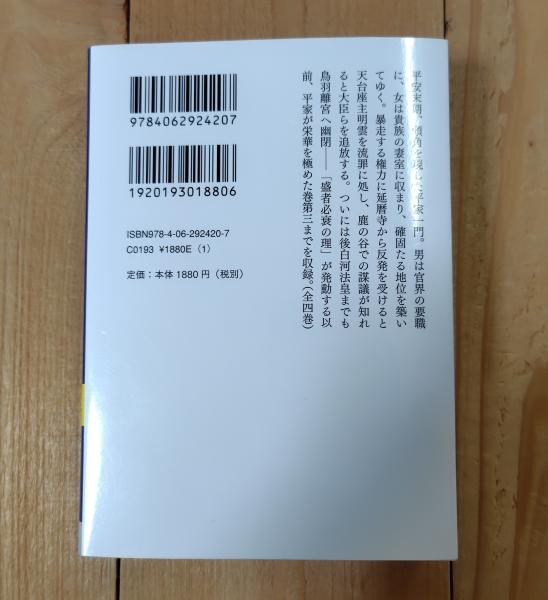 9784062924207
1920193018806
ISBN978-4-06-292420-7
C0193 ¥1880E (1)
定価：本体1880円（税別）
平安末期、頭角を現した平家一門。男は官界の要職
に、女は貴族の妻室に収まり、確固たる地位を築い
てゆく。暴走する権力に延暦寺から反発を受けると
天台座主明雲を流罪に処し、鹿の谷での謀議が知れ
ると大臣らを追放する。ついには後白河法皇までも
鳥羽離宮へ幽閉――「盛者必衰の理」が発動する以
前、平家が栄華を極めた巻第三までを収録。（全四巻）